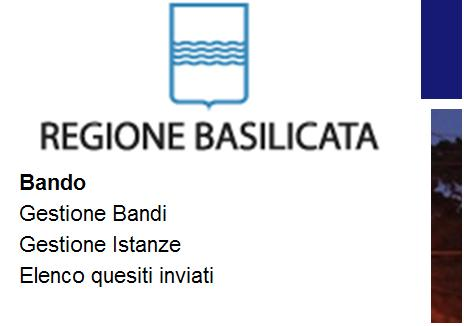 REGIONE BASILICATA
Bando
Gestione Bandi
Gestione Istanze
Elenco quesiti inviati